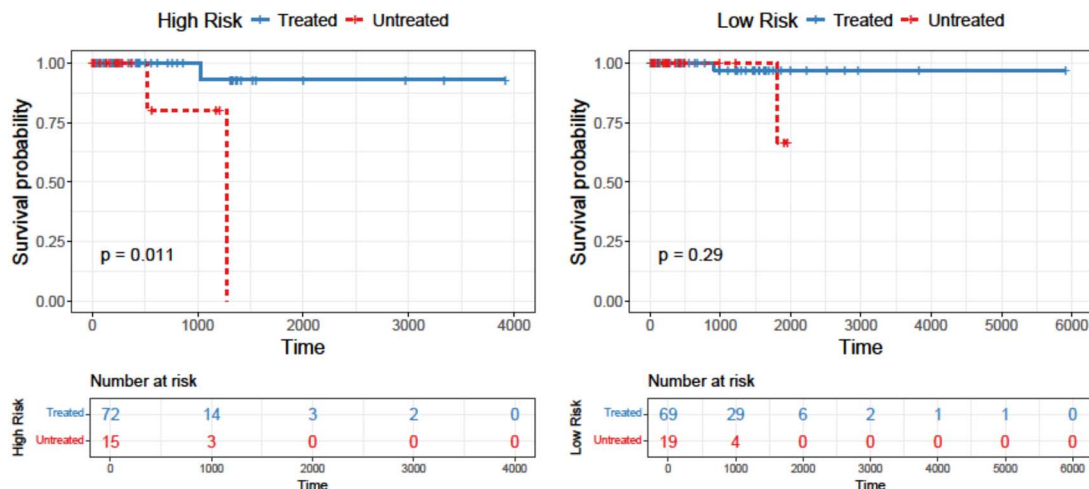 High Risk Treated Untreated
1.00
0.75
0.50
0.25
0.00
Survival probability
p = 0.011
0 1000 2000 3000 4000
Time
Number at risk
High Risk
Treated 72 14 3 2 0
Untreated 15 3 0 0 0
0 1000 2000 3000 4000
Time
Low Risk Treated Untreated
1.00
0.75
0.50
0.25
0.00
Survival probability
p = 0.29
0 1000 2000 3000 4000 5000 6000
Time
Number at risk
Low Risk
Treated 69 29 6 2 1 1 0
Untreated 19 4 0 0 0 0 0
0 1000 2000 3000 4000 5000 6000
Time